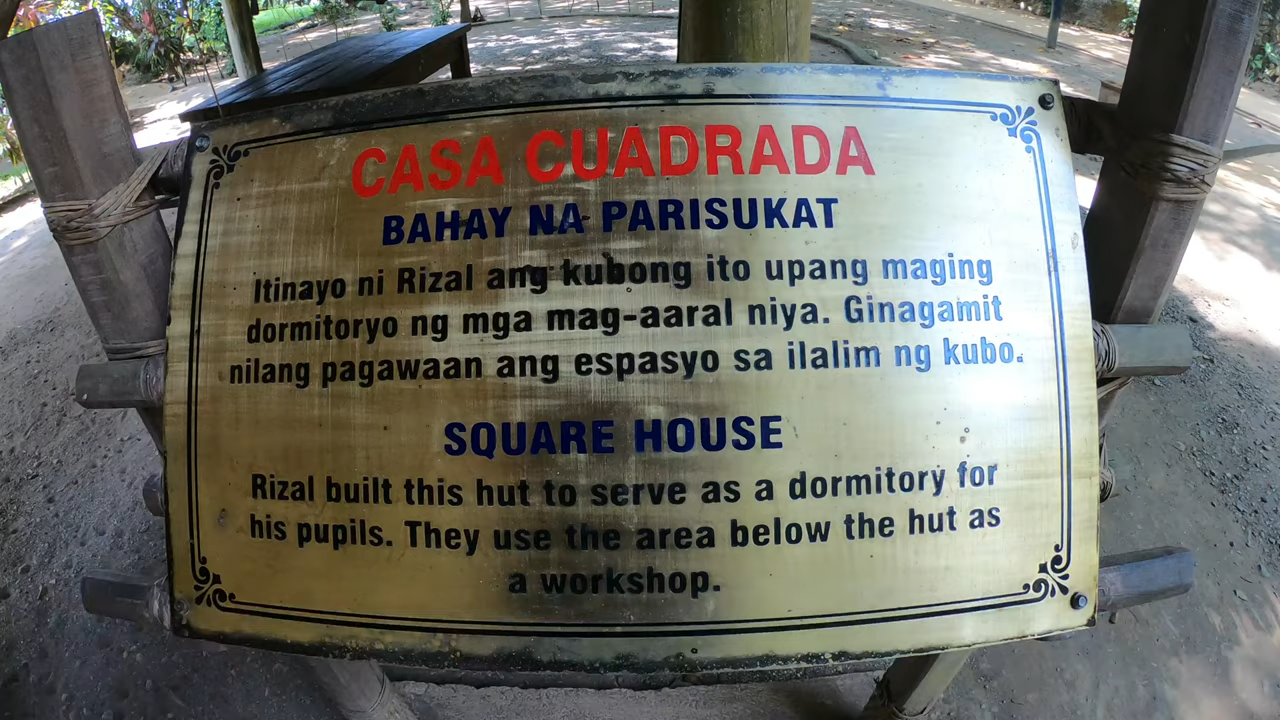 CASA CUADRADA
BAHAY NA PARISUKAT
Itinayo ni Rizal ang kubong ito upang maging
dormitoryo ng mga mag-aaral niya. Ginagamit
nilang pagawaan ang espasyo sa ilalim ng kubo.
SQUARE HOUSE
Rizal built this hut to serve as a dormitory for
his pupils. They use the area below the hut as
a workshop.